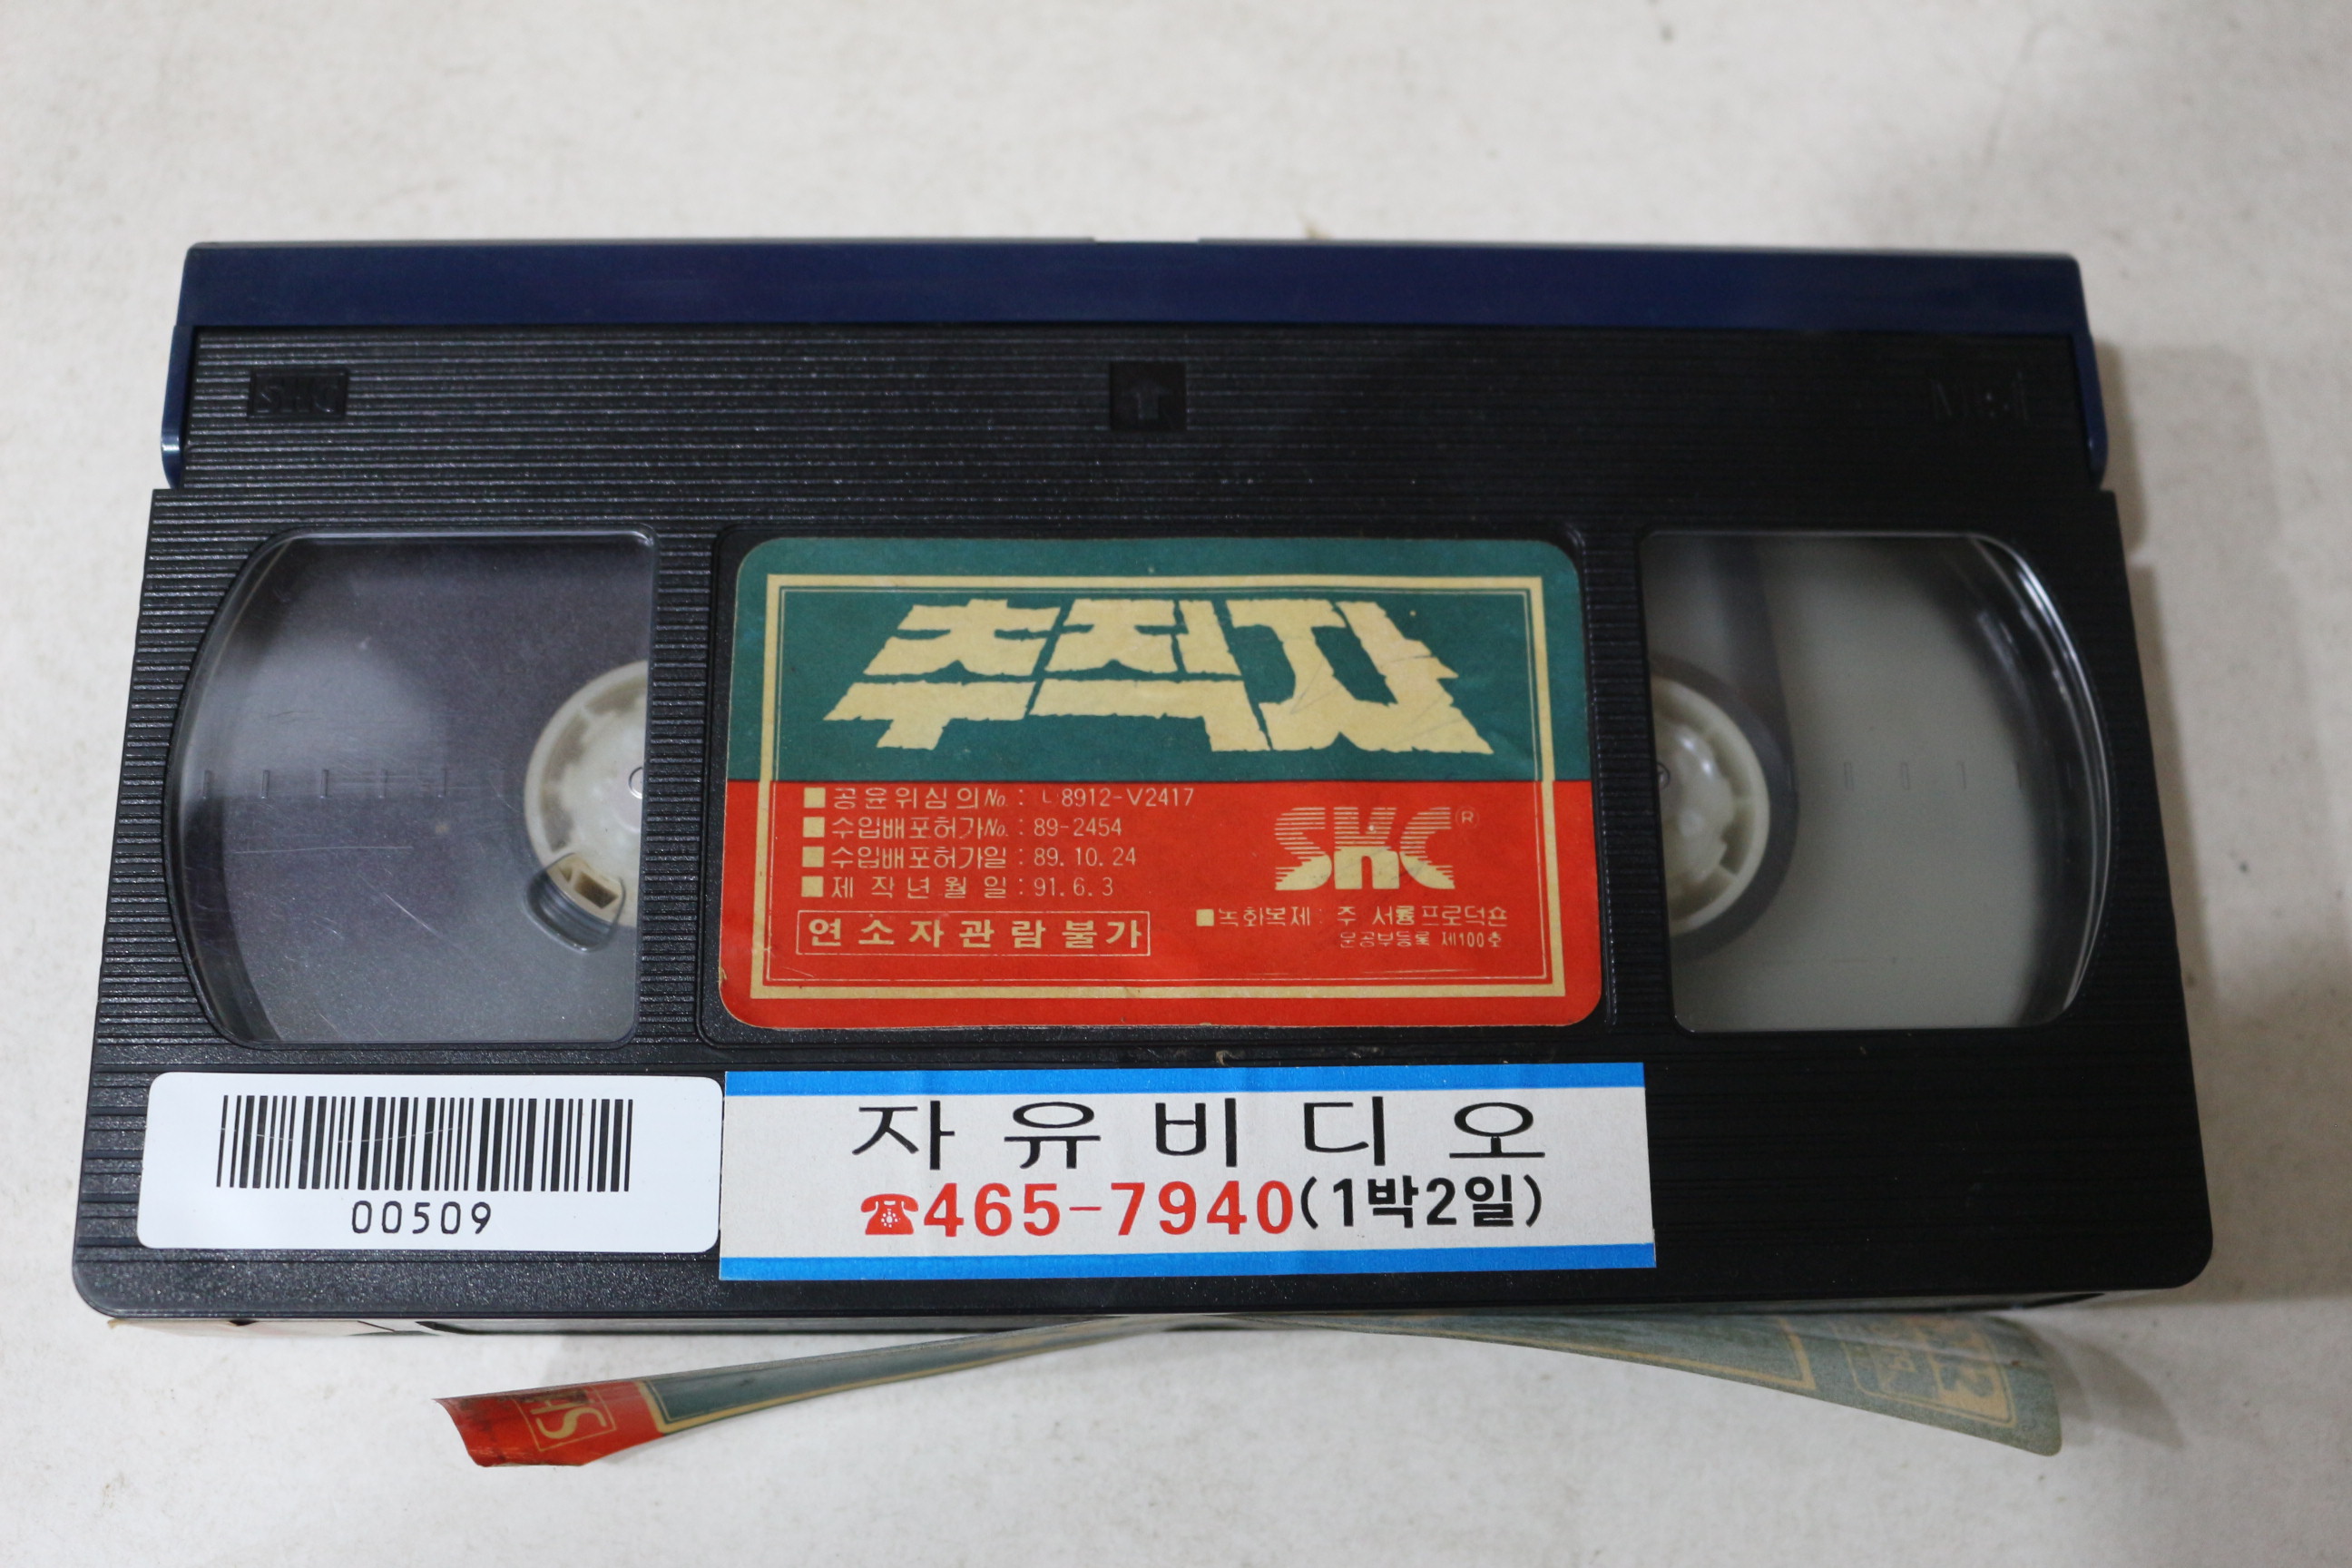 SKC
추적자
■공윤위심의No. : ㄴ8912-V2417
■수입배포허가No. : 89-2454
■수입배포허가일 : 89. 10. 24
■제작년월일 : 91. 6. 3
연소자관람불가
SKC®
■녹화복제 : 주 서륭프로덕숀
문공부등록 제100호
00509
자유비디오
☎465-7940(1박2일)